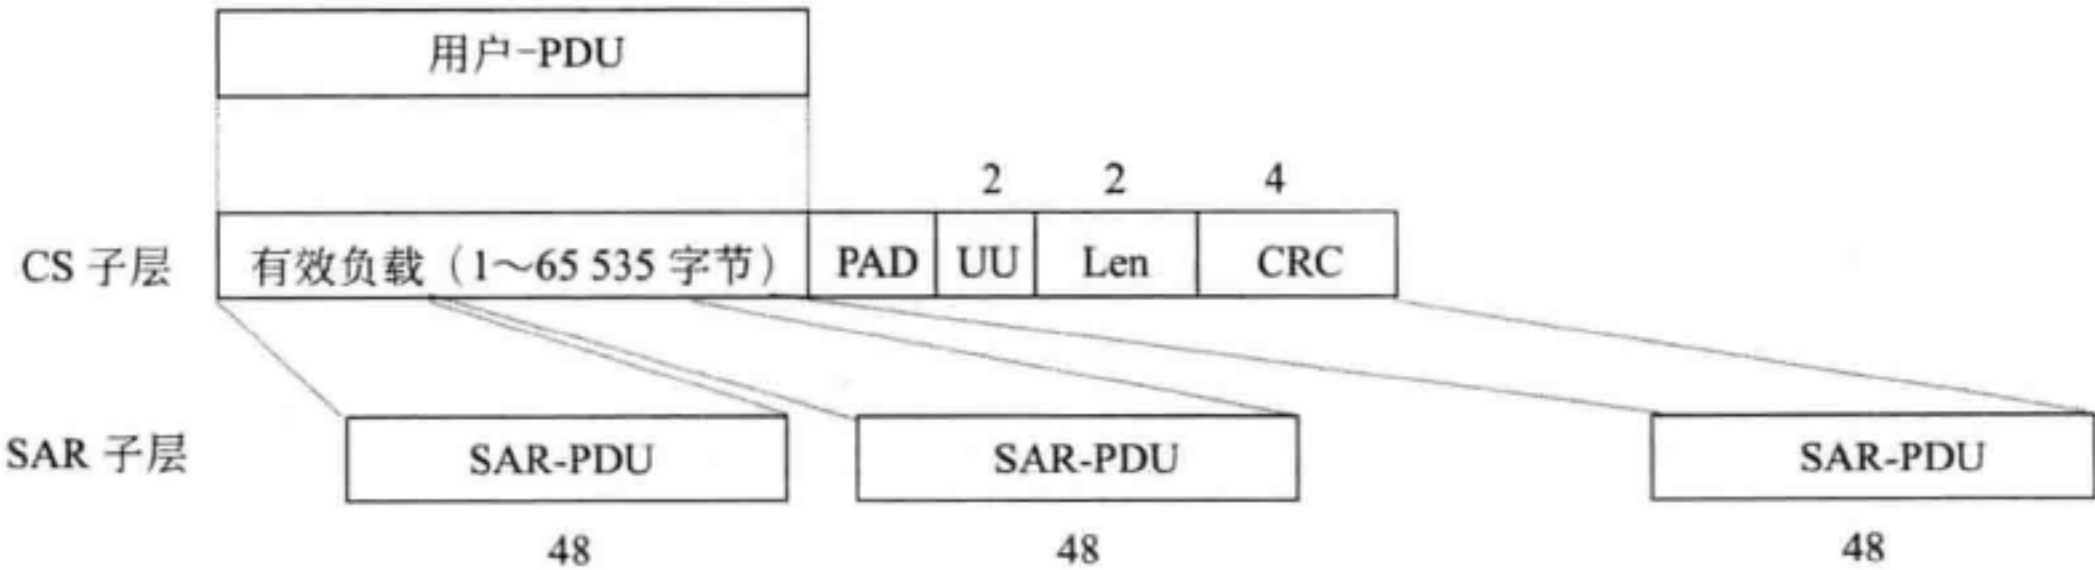 用户-PDU
2 2 4
CS 子层 有效负载（1～65 535 字节） PAD UU Len CRC
SAR 子层 SAR-PDU SAR-PDU SAR-PDU
48 48 48